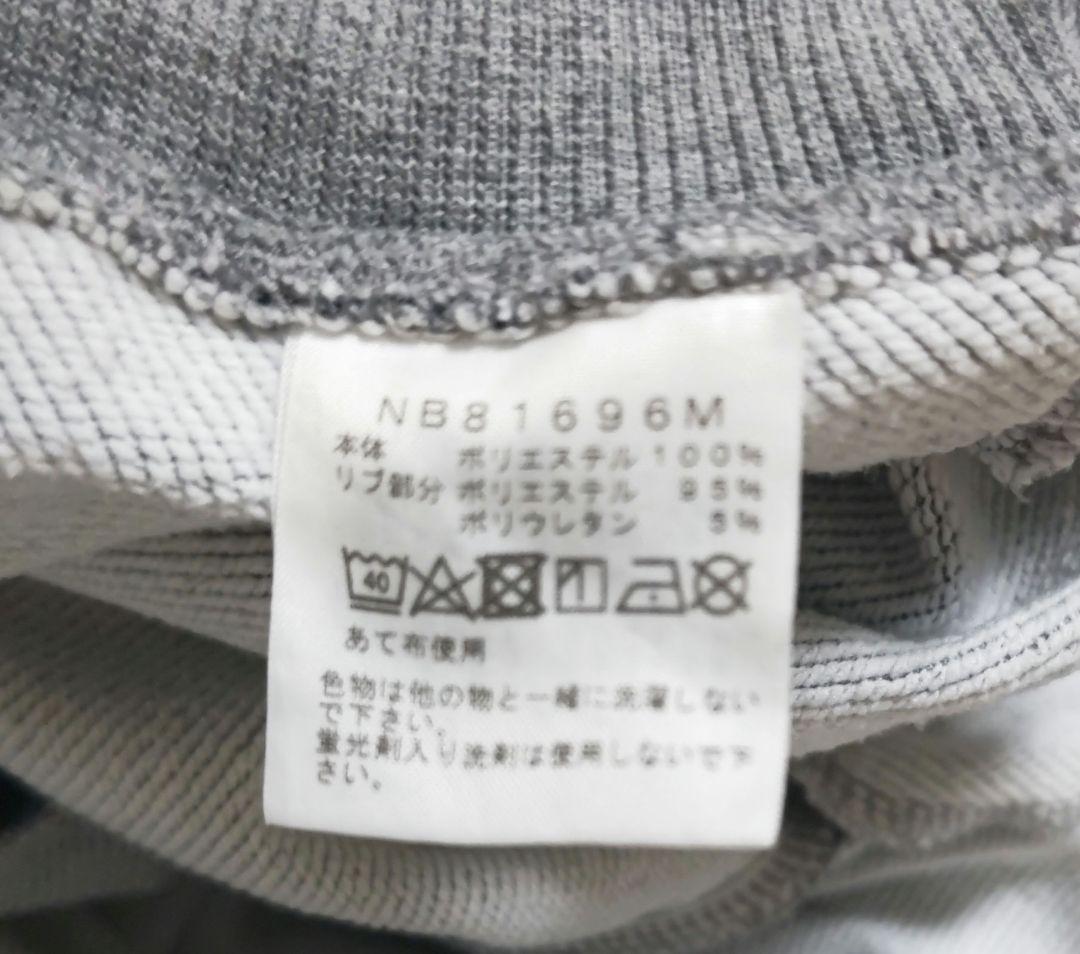 NB81696M
本体 ポリエステル 100%
リブ部分 ポリエステル 95%
ポリウレタン 5%
40
あて布使用
色物は他の物と一緒に洗濯しない
で下さい。
蛍光剤入り洗剤は使用しないで下
さい。